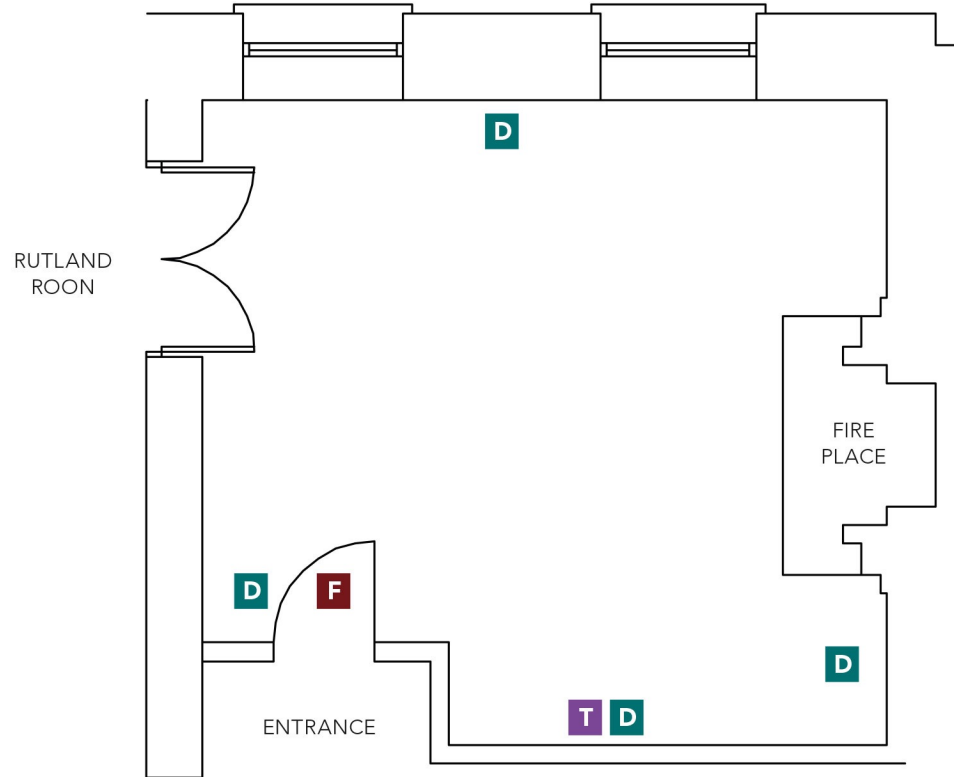 D
RUTLAND
ROON
FIRE
PLACE
D
F
D
T D
ENTRANCE